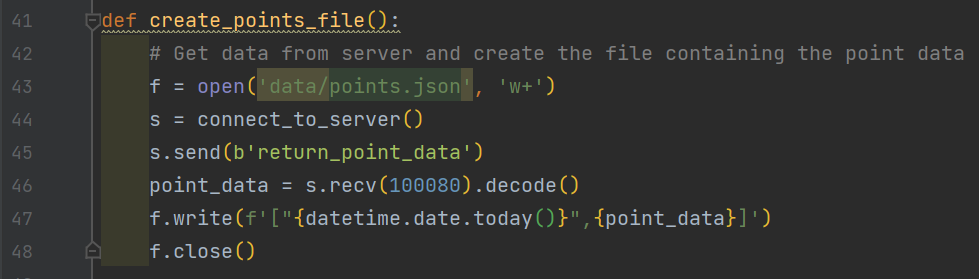 41 def create_points_file():
42 # Get data from server and create the file containing the point data
43 f = open('data/points.json', 'w+')
44 s = connect_to_server()
45 s.send(b'return_point_data')
46 point_data = s.recv(100080).decode()
47 f.write(f'["{datetime.date.today()}",{point_data}]')
48 f.close()